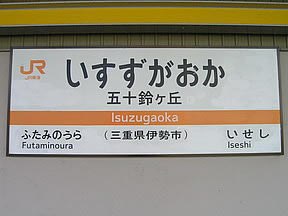 JR
JR東海
いすずがおか
五十鈴ヶ丘
Isuzugaoka
ふたみのうら (三重県伊勢市) いせし
Futaminoura Iseshi